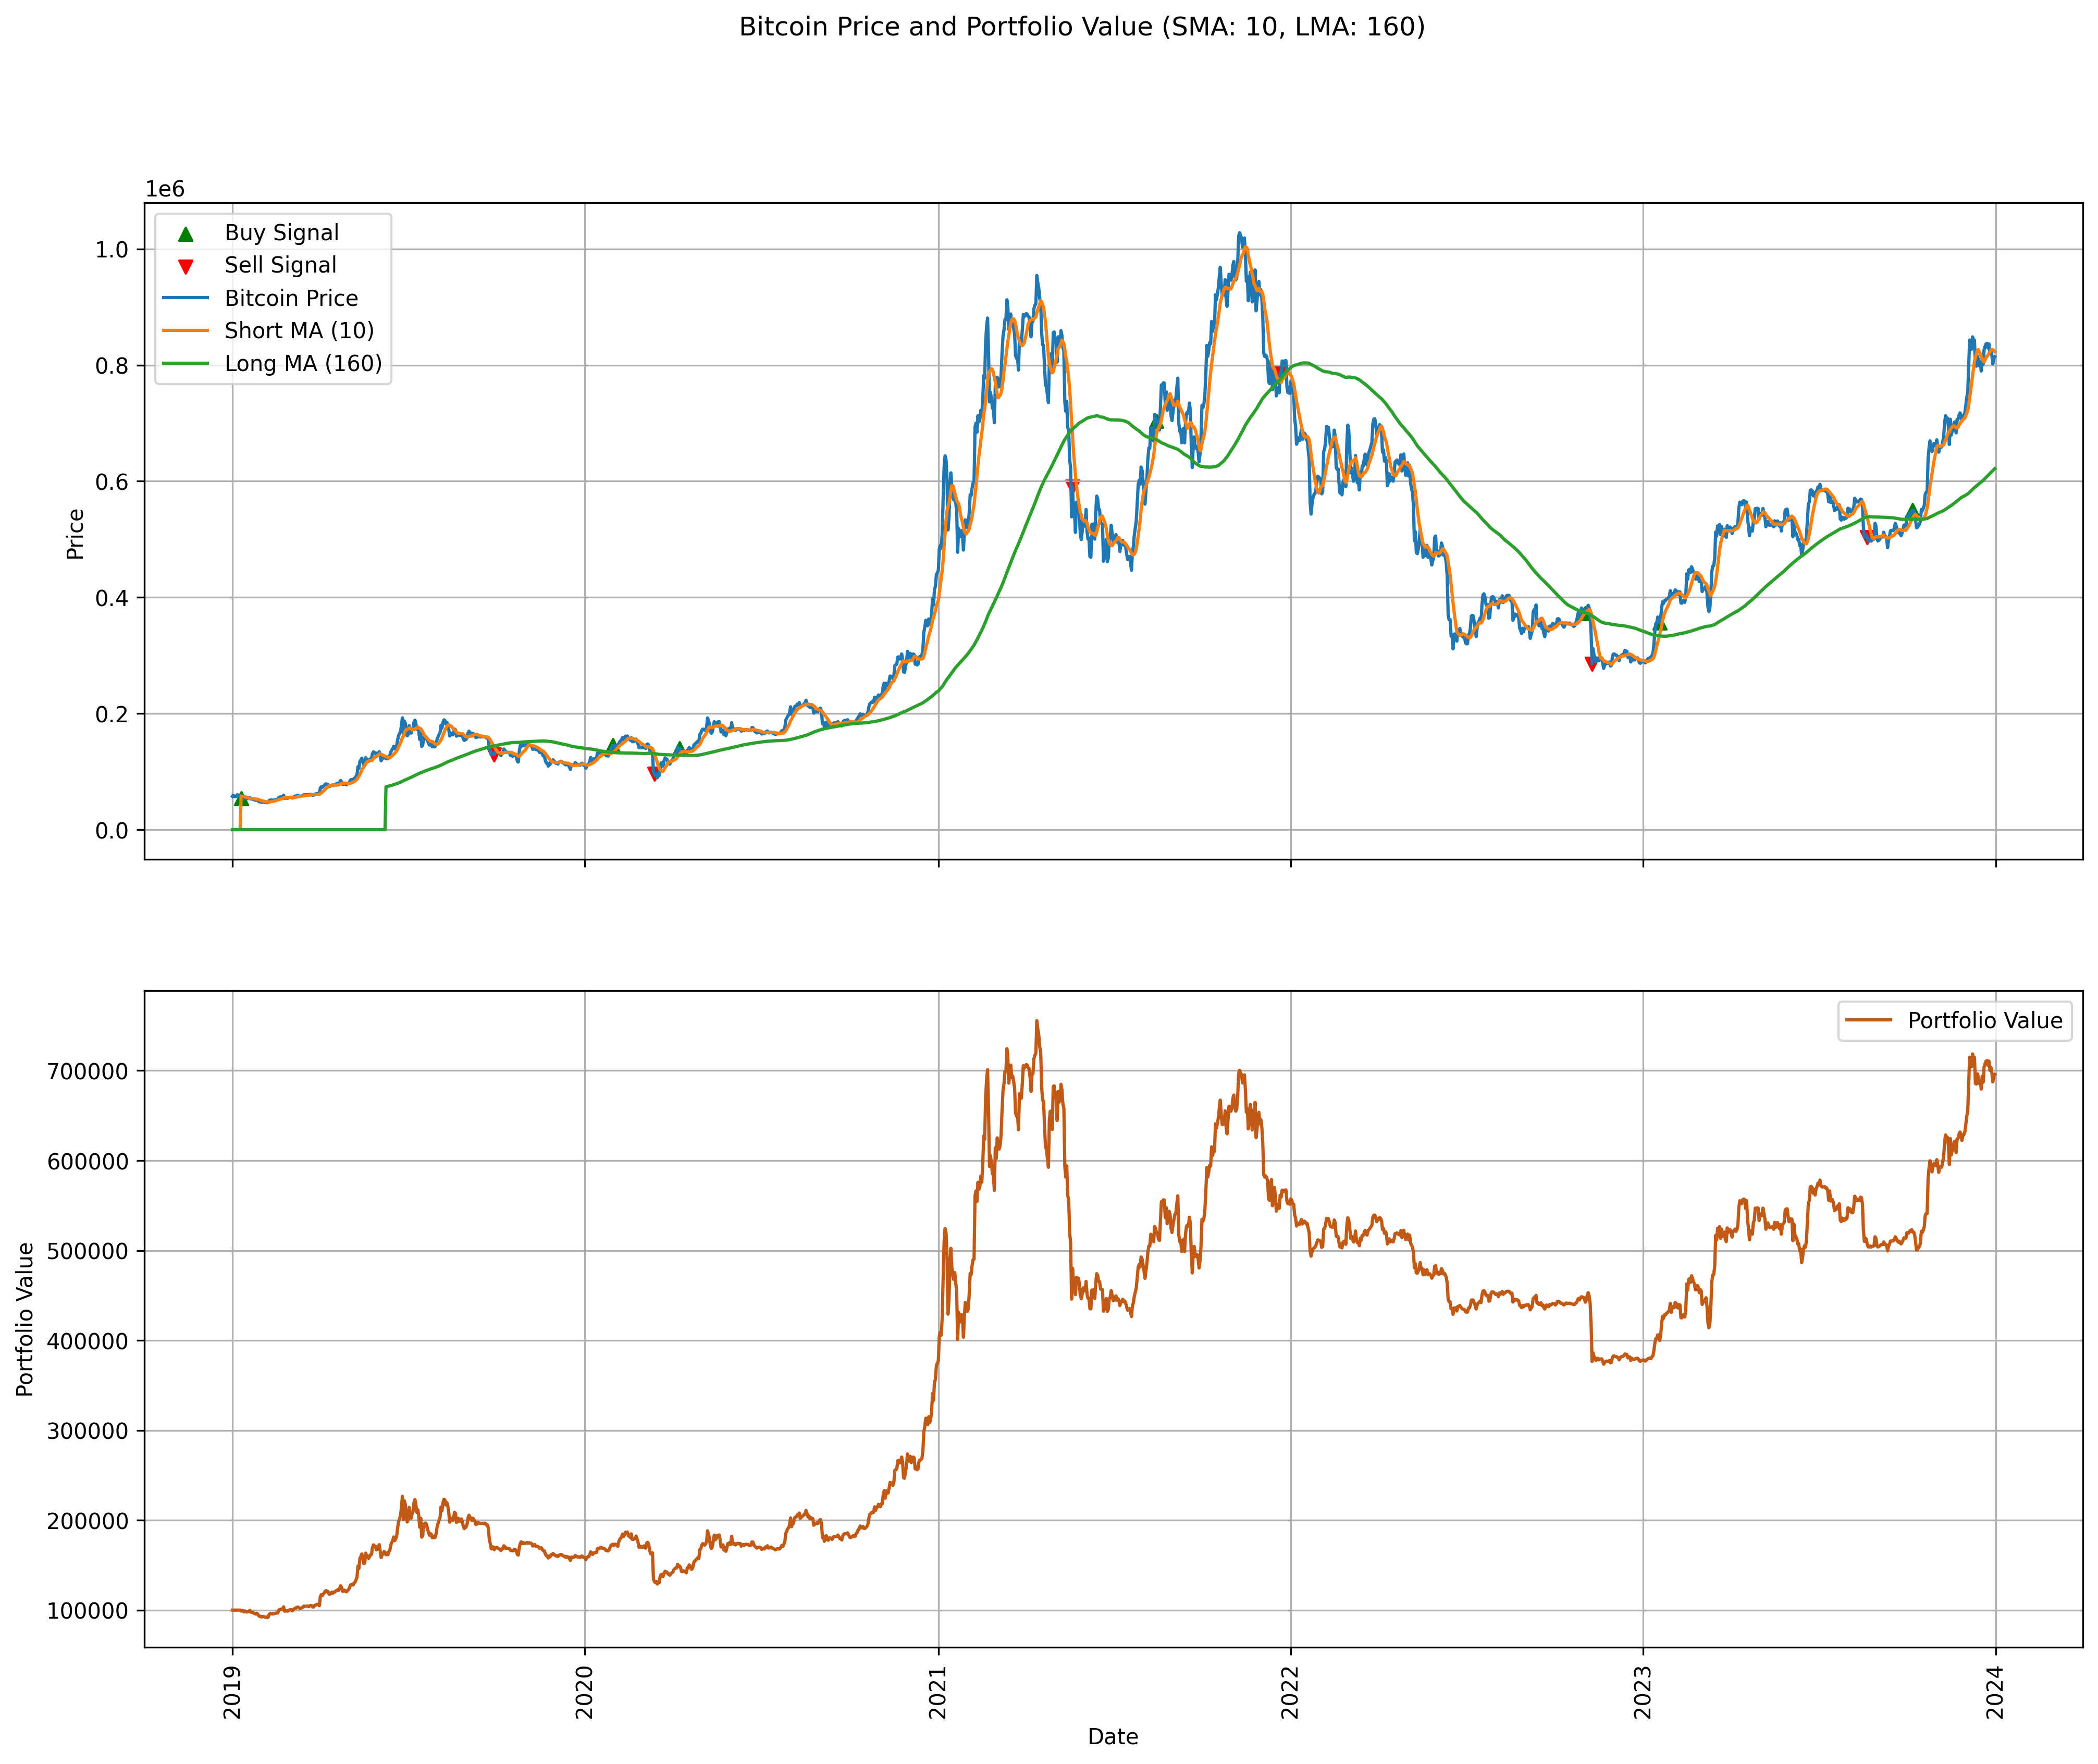 Bitcoin Price and Portfolio Value (SMA: 10, LMA: 160)
1e6
Buy Signal
Sell Signal
Bitcoin Price
Short MA (10)
Long MA (160)
1.0
0.8
0.6
0.4
0.2
0.0
Price
Portfolio Value
700000
600000
500000
400000
300000
200000
100000
Portfolio Value
2019
2020
2021
2022
2023
2024
Date